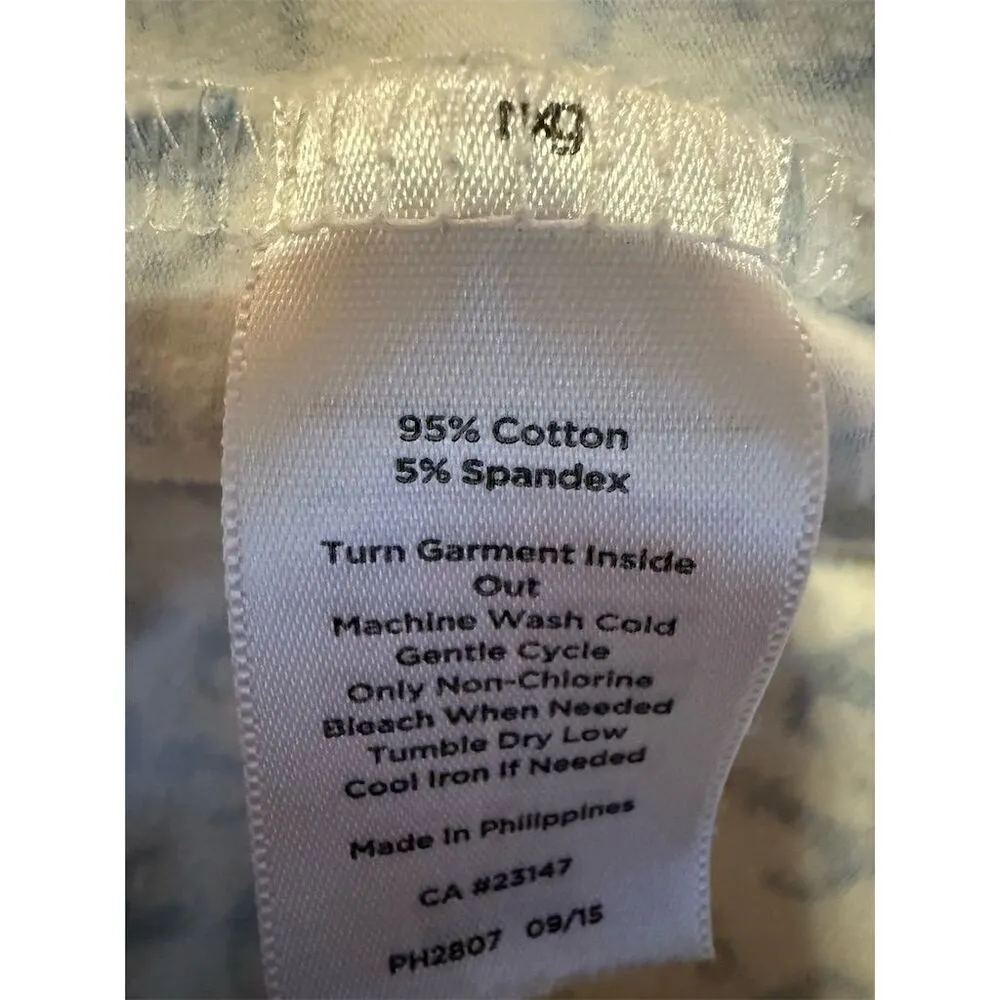 95% Cotton
5% Spandex
Turn Garment Inside
Out
Machine Wash Cold
Gentle Cycle
Only Non-Chlorine
Bleach When Needed
Tumble Dry Low
Cool Iron If Needed
Made In Philippines
CA #23147
PH2807 09/15